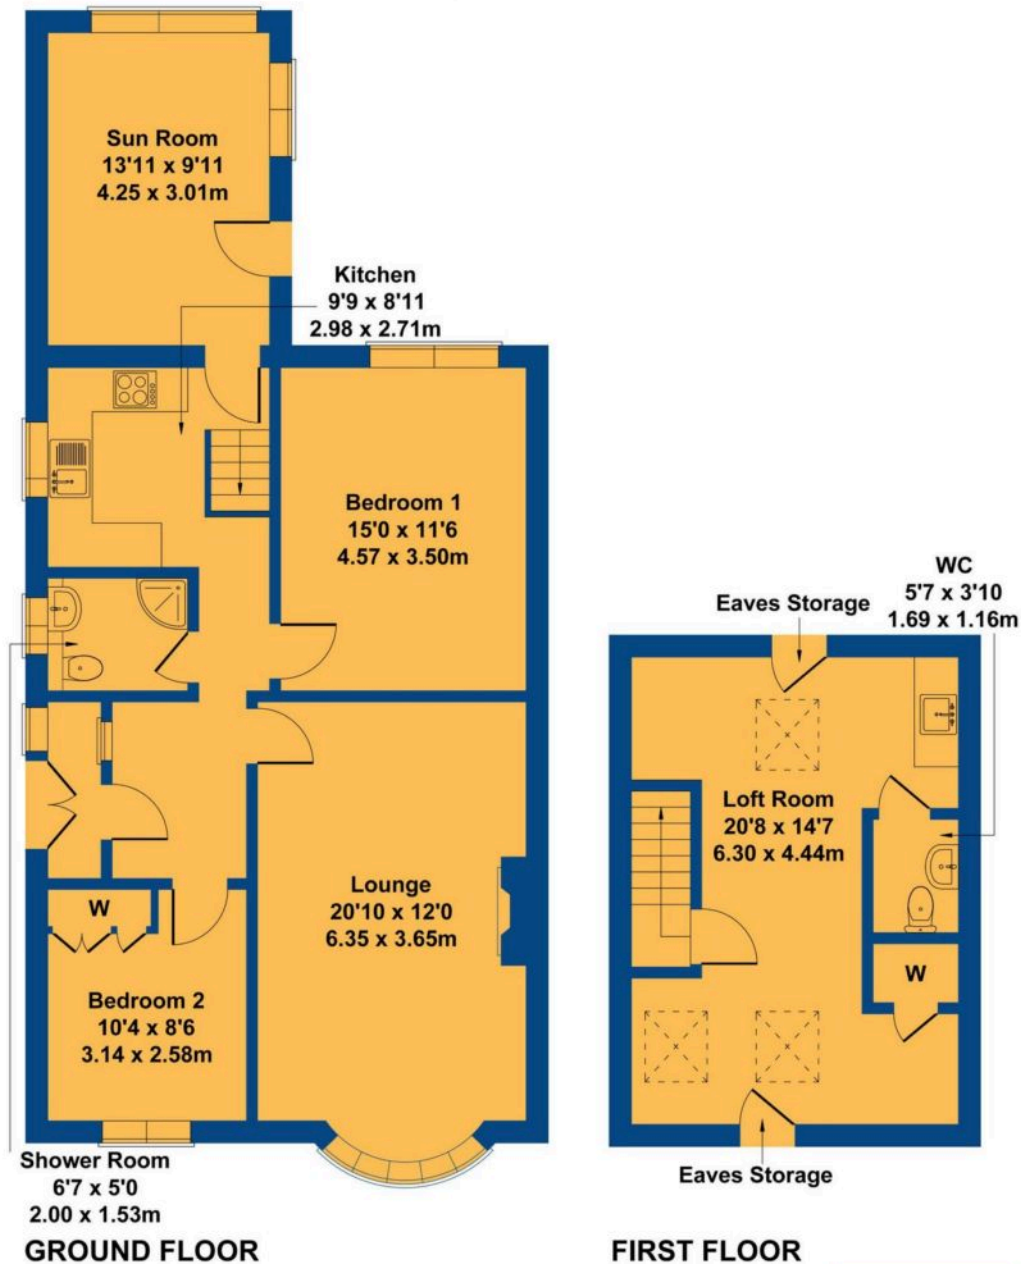 Sun Room
13'11 x 9'11
4.25 x 3.01m
Kitchen
9'9 x 8'11
2.98 x 2.71m
Bedroom 1
15'0 x 11'6
4.57 x 3.50m
Lounge
20'10 x 12'0
6.35 x 3.65m
W
Bedroom 2
10'4 x 8'6
3.14 x 2.58m
Shower Room
6'7 x 5'0
2.00 x 1.53m
GROUND FLOOR
WC
5'7 x 3'10
1.69 x 1.16m
Eaves Storage
Loft Room
20'8 x 14'7
6.30 x 4.44m
W
Eaves Storage
FIRST FLOOR